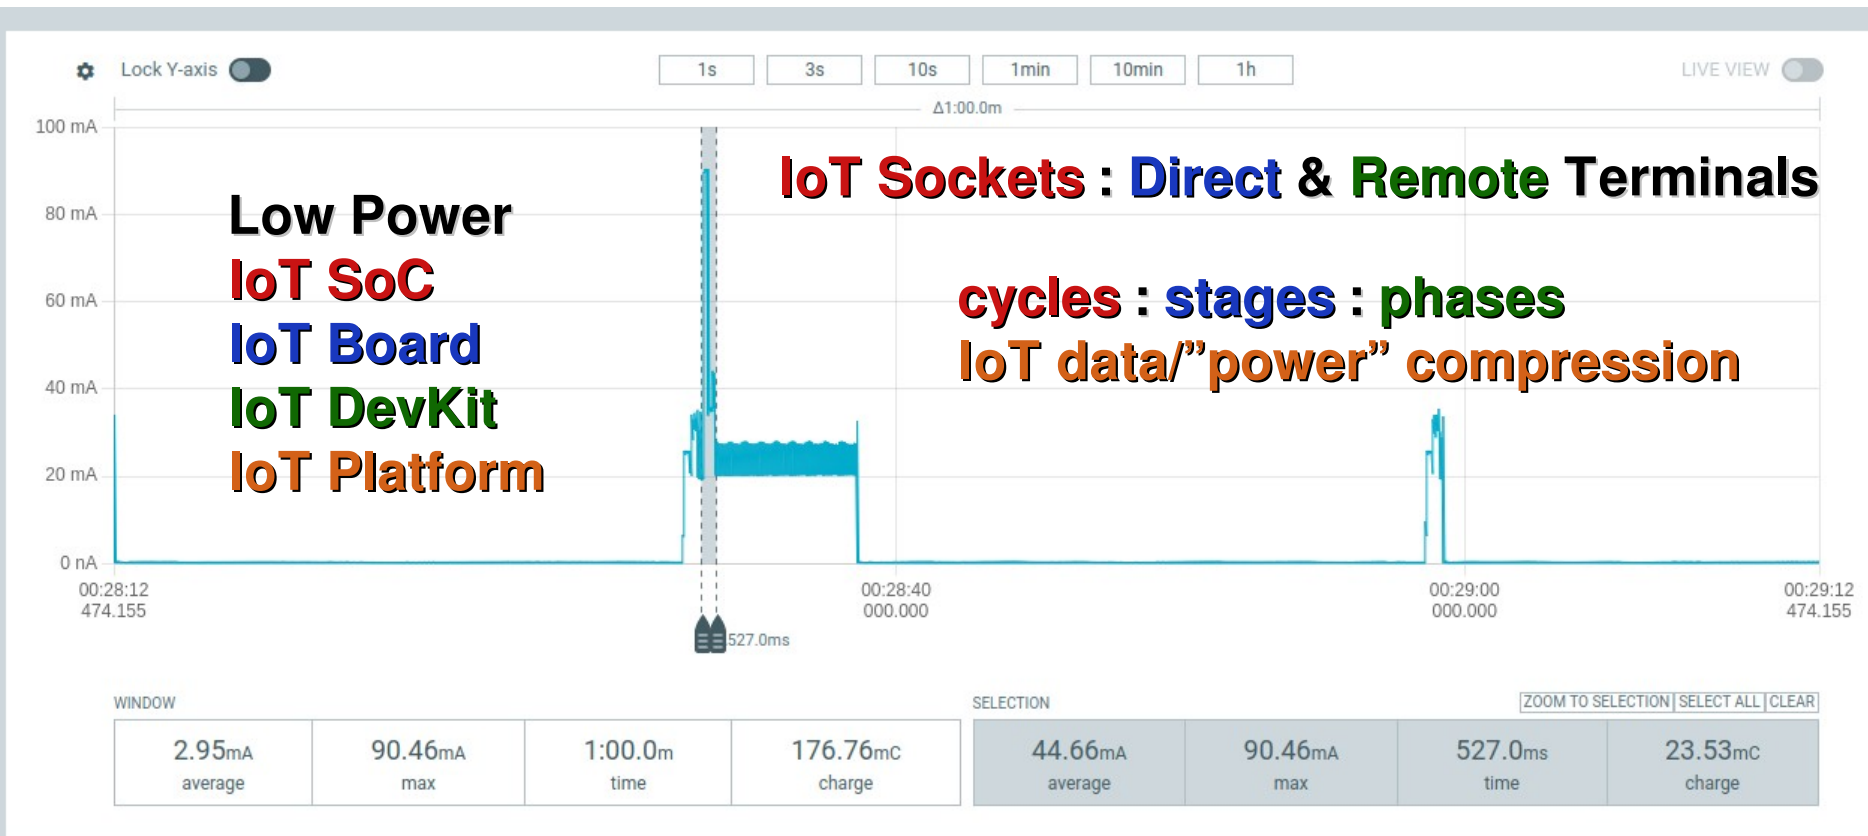 Lock Y-axis
1s 3s 10s 1min 10min 1h
LIVE VIEW
Δ1:00.0m
100 mA
80 mA
60 mA
40 mA
20 mA
0 nA
Low Power
IoT SoC
IoT Board
IoT DevKit
IoT Platform
IoT Sockets : Direct & Remote Terminals
cycles : stages : phases
IoT data/”power” compression
00:28:12 00:28:40 00:29:00 00:29:12
474.155 000.000 000.000 474.155
527.0ms
WINDOW
2.95mA 90.46mA 1:00.0m 176.76mC
average max time charge
SELECTION
ZOOM TO SELECTION SELECT ALL CLEAR
44.66mA 90.46mA 527.0ms 23.53mC
average max time charge